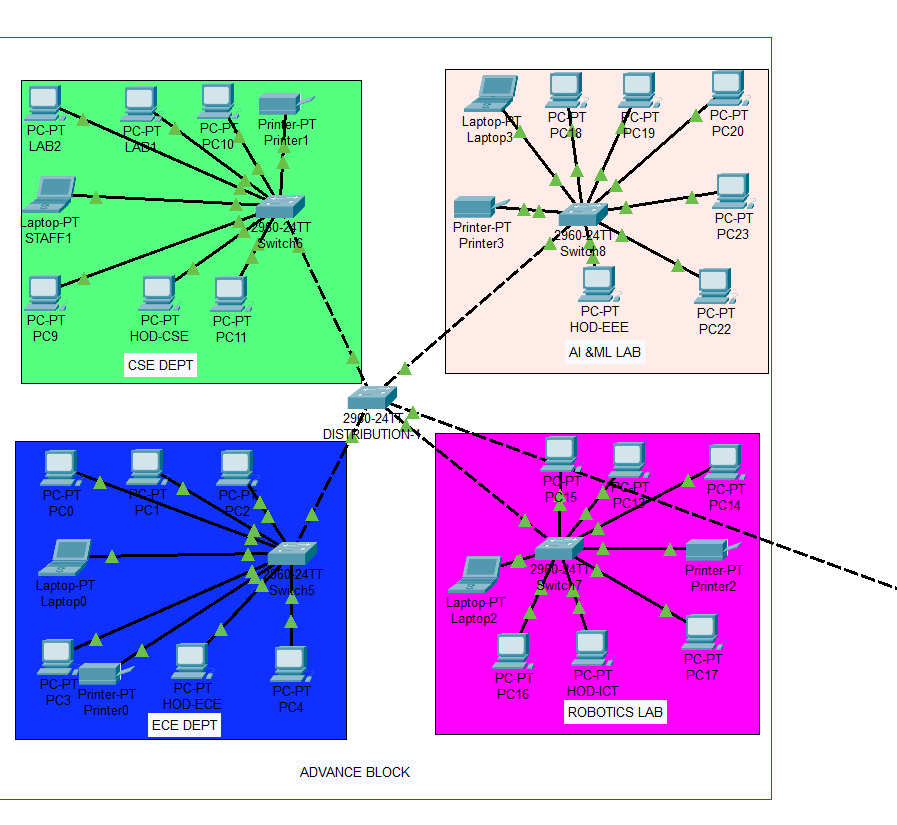 PC-PT
LAB2
PC-PT
LAB1
PC-PT
PC10
Printer-PT
Printer1
Laptop-PT
STAFF1
2960-24TT
Switch6
PC-PT
PC9
PC-PT
HOD-CSE
PC-PT
PC11
CSE DEPT
Laptop-PT
Laptop3
PC-PT
PC18
PC-PT
PC19
PC-PT
PC20
Printer-PT
Printer3
2960-24TT
Switch8
PC-PT
PC23
PC-PT
HOD-EEE
PC-PT
PC22
AI &ML LAB
2960-24TT
DISTRIBUTION-1
PC-PT
PC0
PC-PT
PC1
PC-PT
PC2
Laptop-PT
Laptop0
2960-24TT
Switch5
PC-PT
PC3
Printer-PT
Printer0
PC-PT
HOD-ECE
PC-PT
PC4
ECE DEPT
PC-PT
PC15
PC-PT
PC13
PC-PT
PC14
2960-24TT
Switch7
Printer-PT
Printer2
Laptop-PT
Laptop2
PC-PT
PC16
PC-PT
HOD-ICT
PC-PT
PC17
ROBOTICS LAB
ADVANCE BLOCK